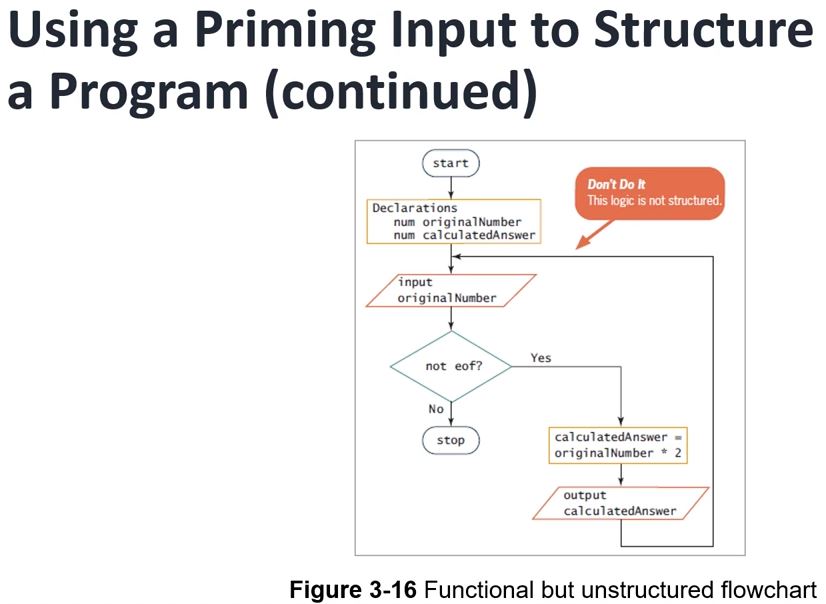 Using a Priming Input to Structure
a Program (continued)
start
Don't Do It
This logic is not structured.
Declarations
num originalNumber
num calculatedAnswer
input
originalNumber
not eof?
Yes
No
stop
calculatedAnswer =
originalNumber * 2
output
calculatedAnswer
Figure 3-16 Functional but unstructured flowchart